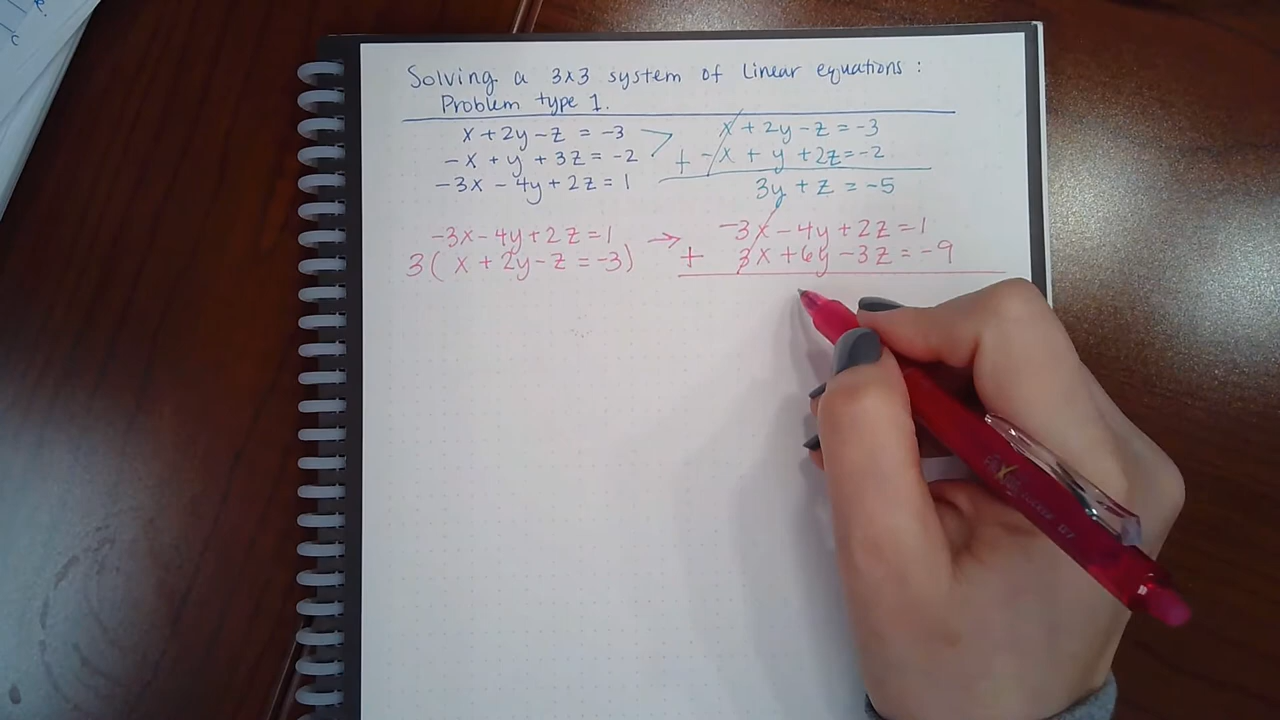 Solving a 3x3 system of linear equations :
Problem type 1.
x + 2y - z = -3
-x + y + 3z = -2
-3x - 4y + 2z = 1
x + 2y - z = -3
+ -x + y + 2z = -2
3y + z = -5
-3x - 4y + 2z = 1
3( x + 2y - z = -3)
→ -3x - 4y + 2z = 1
+ 3x + 6y - 3z = -9